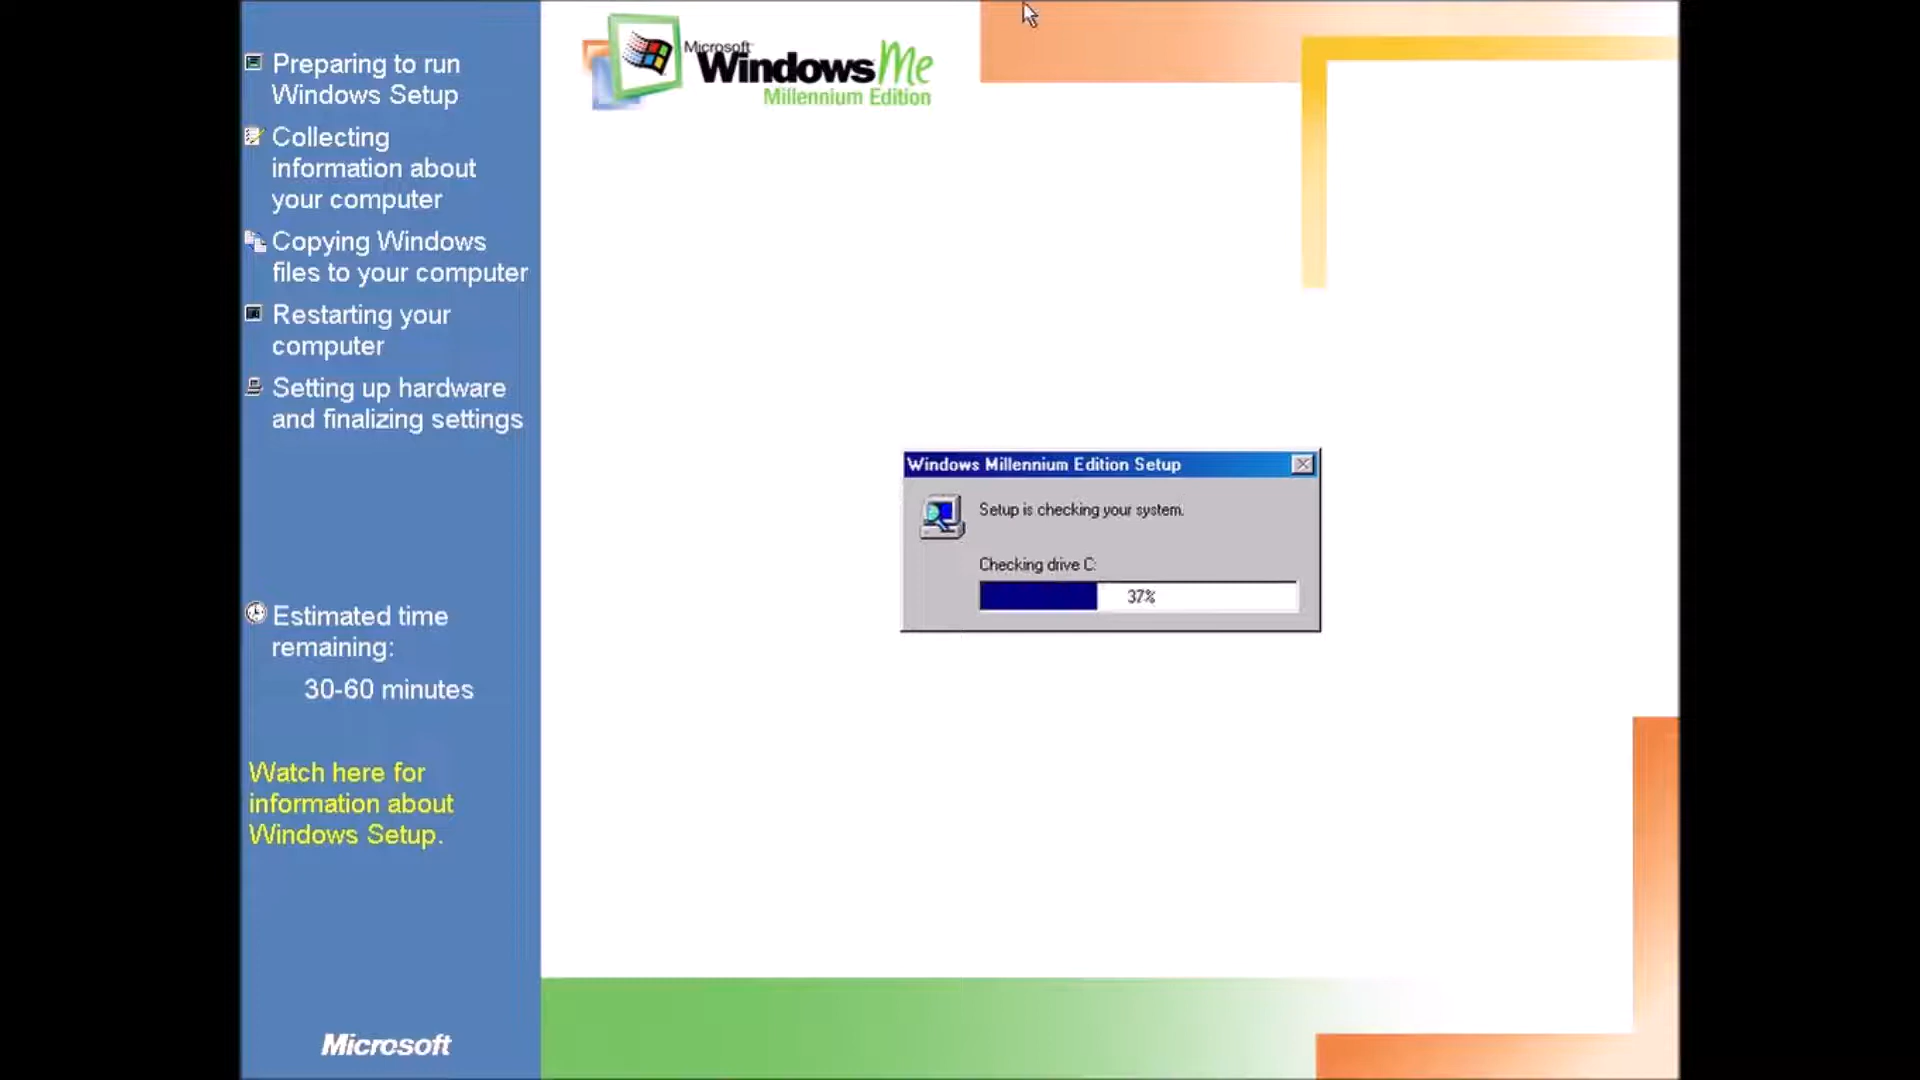 Preparing to run
Windows Setup
Collecting
information about
your computer
Copying Windows
files to your computer
Restarting your
computer
Setting up hardware
and finalizing settings
Estimated time
remaining:
30-60 minutes
Watch here for
information about
Windows Setup.
Microsoft
Microsoft
Windows Me
Millennium Edition
Windows Millennium Edition Setup
Setup is checking your system.
Checking drive C:
37%